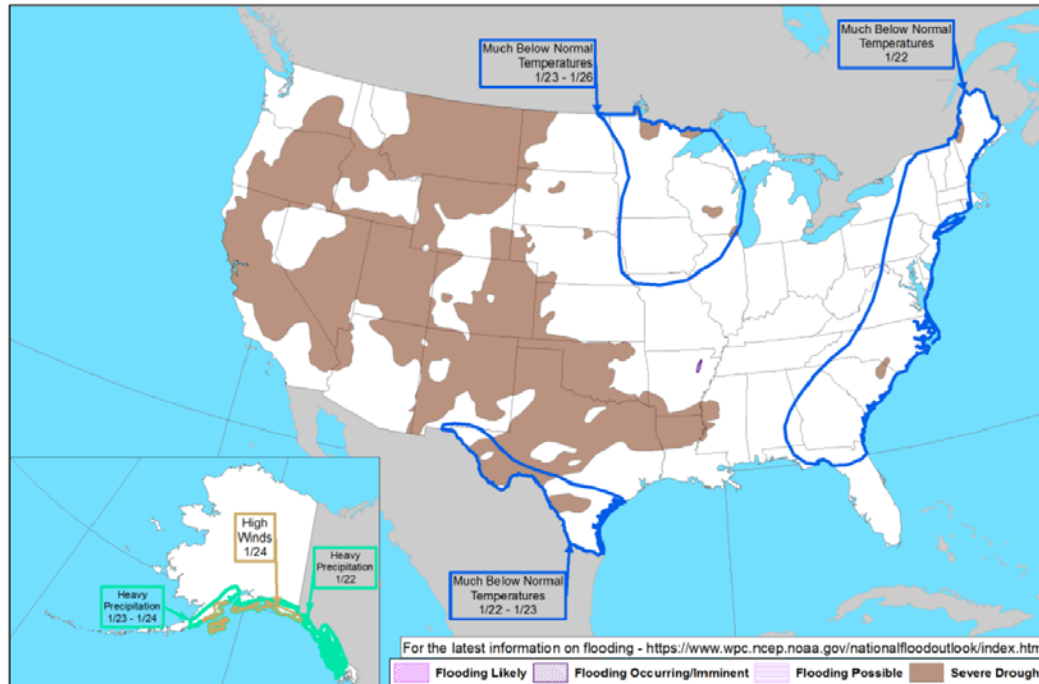 Much Below Normal
Temperatures
1/23 - 1/26
Much Below Normal
Temperatures
1/22
High
Winds
1/24
Heavy
Precipitation
1/22
Heavy
Precipitation
1/23 - 1/24
Much Below Normal
Temperatures
1/22 - 1/23
For the latest information on flooding - https://www.wpc.ncep.noaa.gov/nationalfloodoutlook/index.htm
Flooding Likely
Flooding Occurring/Imminent
Flooding Possible
Severe Drough